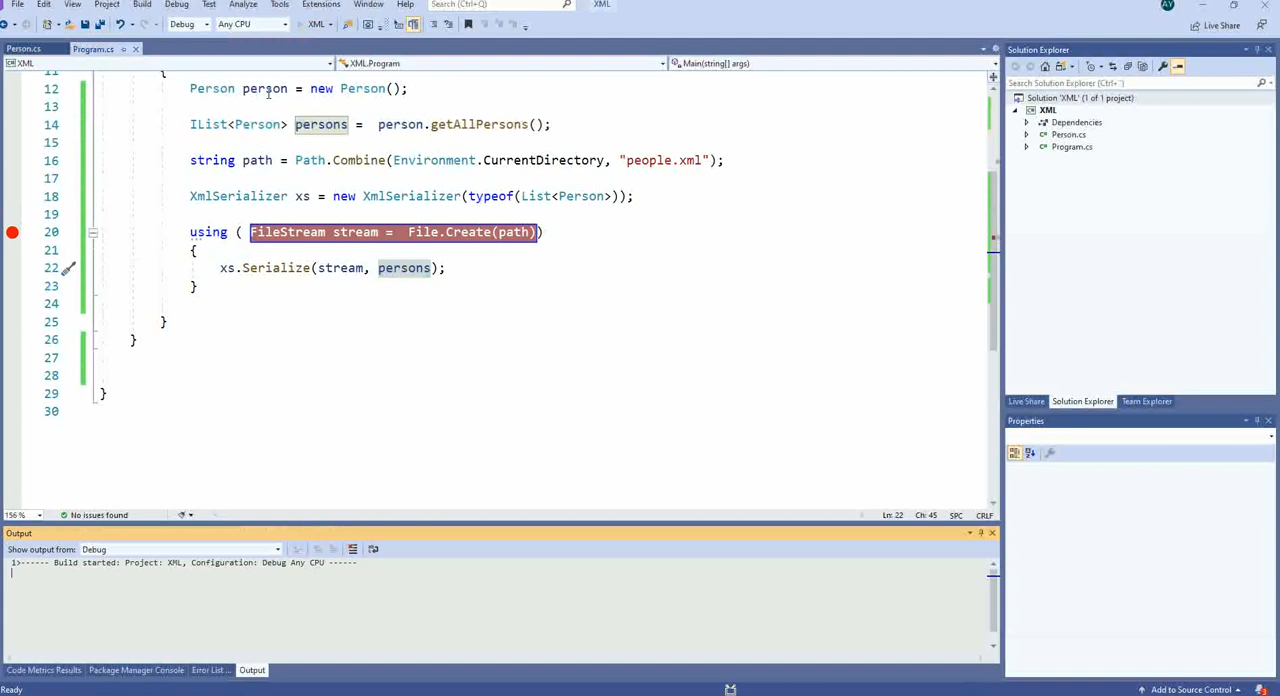 File Edit View Project Build Debug Test Analyze Tools Extensions Window Help Search (Ctrl+Q) XML AY
Debug Any CPU XML Live Share
Person.cs Program.cs
XML XML.Program Main(string[] args)
11 {
12 Person person = new Person();
13
14 IList<Person> persons =  person.getAllPersons();
15
16 string path = Path.Combine(Environment.CurrentDirectory, "people.xml");
17
18 XmlSerializer xs = new XmlSerializer(typeof(List<Person>));
19
20 using ( FileStream stream =  File.Create(path))
21 {
22 xs.Serialize(stream, persons);
23 }
24
25 }
26 }
27
28
29 }
30
156 % No issues found Ln: 22 Ch: 45 SPC CRLF
Output
Show output from: Debug
1>------ Build started: Project: XML, Configuration: Debug Any CPU ------
Code Metrics Results Package Manager Console Error List ... Output
Ready Add to Source Control
Solution Explorer
Search Solution Explorer (Ctrl+')
Solution 'XML' (1 of 1 project)
XML
Dependencies
Person.cs
Program.cs
Live Share Solution Explorer Team Explorer
Properties